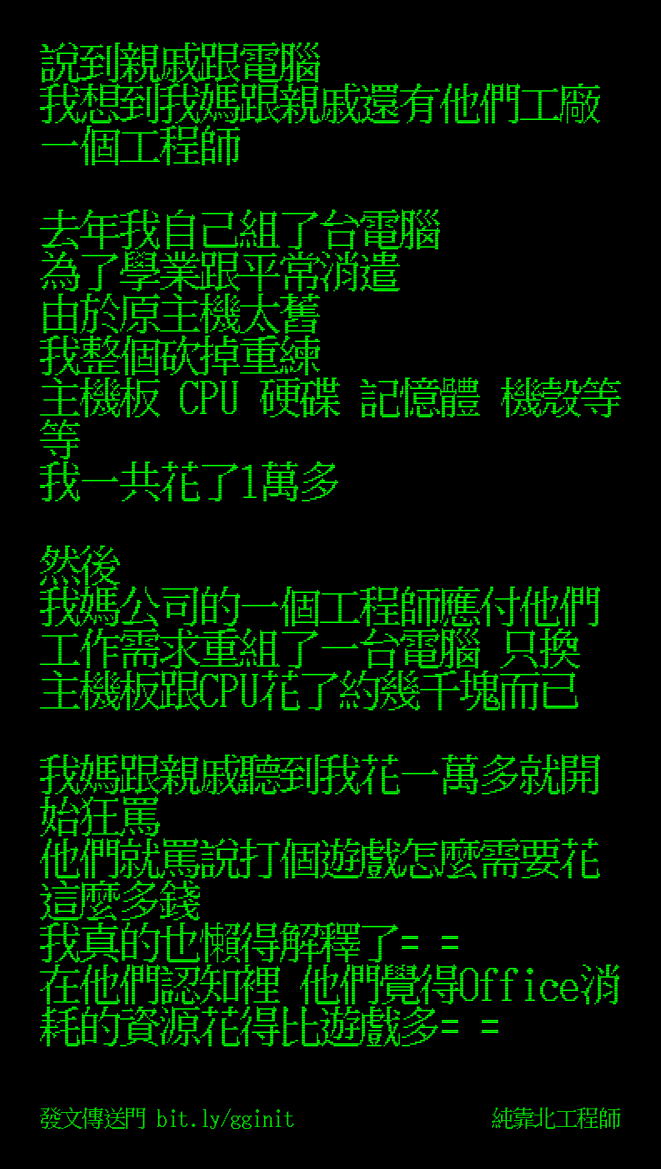 說到親戚跟電腦
我想到我媽跟親戚還有他們工廠
一個工程師
去年我自己組了台電腦
為了學業跟平常消遣
由於原主機太舊
我整個砍掉重練
主機板 CPU 硬碟 記憶體 機殼等
等
我一共花了1萬多
然後
我媽公司的一個工程師應付他們
工作需求重組了一台電腦 只換
主機板跟CPU花了約幾千塊而已
我媽跟親戚聽到我花一萬多就開
始狂罵
他們就罵說打個遊戲怎麼需要花
這麼多錢
我真的也懶得解釋了= =
在他們認知裡 他們覺得Office消
耗的資源花得比遊戲多= =
發文傳送門 bit.ly/gginit
純靠北工程師